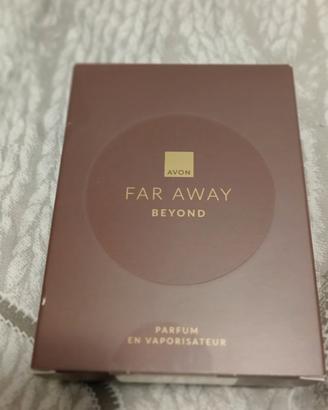 AVON
FAR AWAY
BEYOND
PARFUM
EN VAPORISATEUR